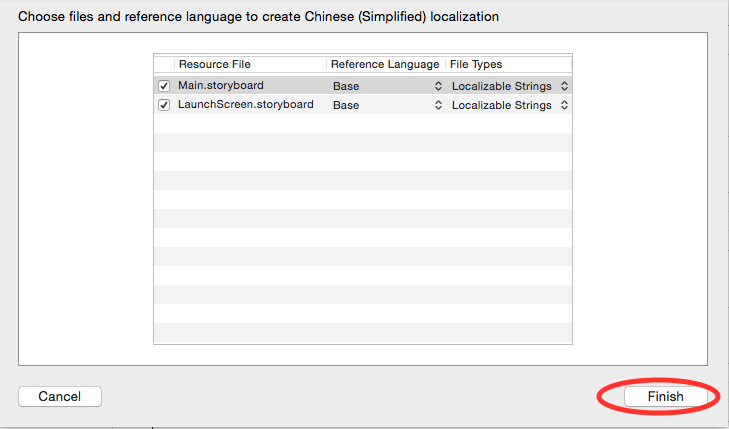 Choose files and reference language to create Chinese (Simplified) localization
Resource File Reference Language File Types
Main.storyboard Base Localizable Strings
LaunchScreen.storyboard Base Localizable Strings
Cancel Finish